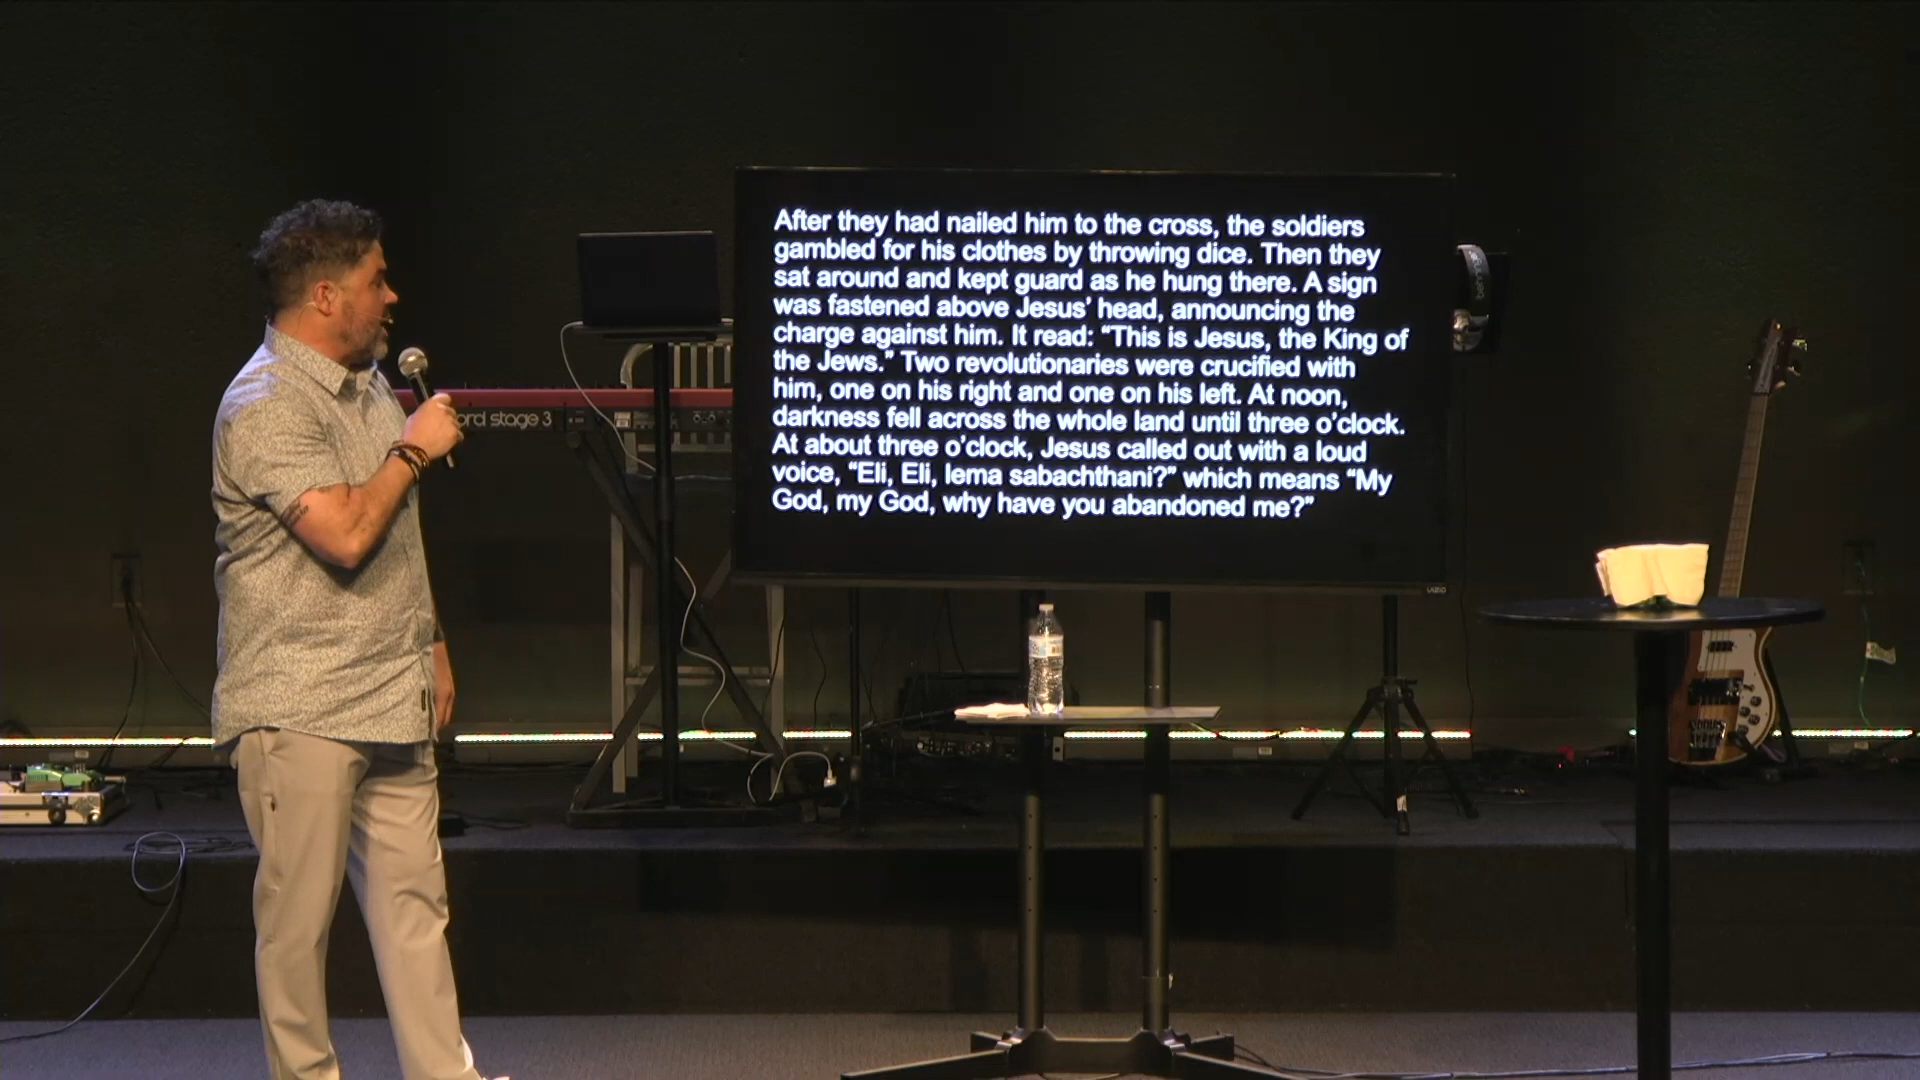 After they had nailed him to the cross, the soldiers
gambled for his clothes by throwing dice. Then they
sat around and kept guard as he hung there. A sign
was fastened above Jesus’ head, announcing the
charge against him. It read: “This is Jesus, the King of
the Jews.” Two revolutionaries were crucified with
him, one on his right and one on his left. At noon,
darkness fell across the whole land until three o’clock.
At about three o’clock, Jesus called out with a loud
voice, “Eli, Eli, lema sabachthani?” which means “My
God, my God, why have you abandoned me?”
VIZIO
ord stage 3